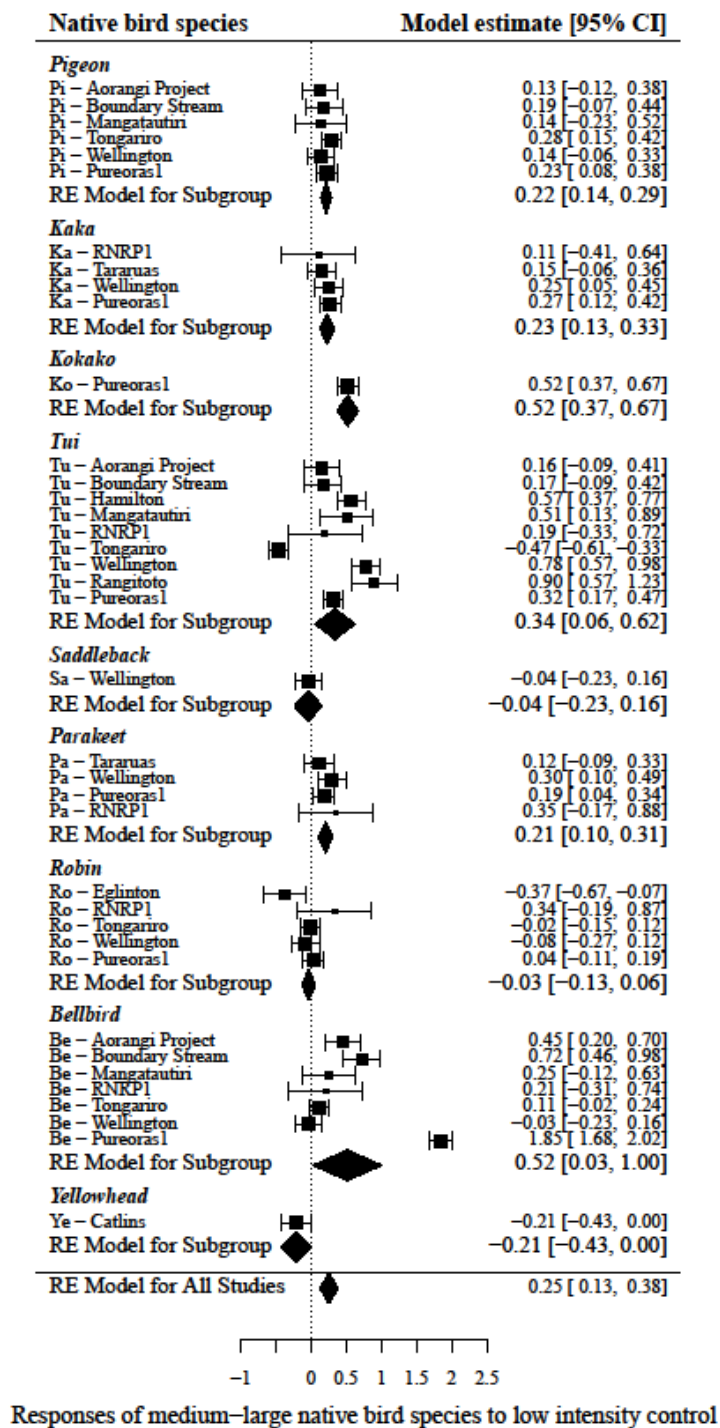 Native bird species Model estimate [95% CI]
Pigeon
Pi − Aorangi Project 0.13 [−0.12, 0.38]
Pi − Boundary Stream 0.19 [−0.07, 0.44]
Pi − Mangatautiri 0.14 [−0.23, 0.52]
Pi − Tongariro 0.28 [ 0.15, 0.42]
Pi − Wellington 0.14 [−0.06, 0.33]
Pi − Pureoras1 0.23 [ 0.08, 0.38]
RE Model for Subgroup 0.22 [0.14, 0.29]
Kaka
Ka − RNRP1 0.11 [−0.41, 0.64]
Ka − Tararuas 0.15 [−0.06, 0.36]
Ka − Wellington 0.25 [ 0.05, 0.45]
Ka − Pureoras1 0.27 [ 0.12, 0.42]
RE Model for Subgroup 0.23 [0.13, 0.33]
Kokako
Ko − Pureoras1 0.52 [ 0.37, 0.67]
RE Model for Subgroup 0.52 [0.37, 0.67]
Tui
Tu − Aorangi Project 0.16 [−0.09, 0.41]
Tu − Boundary Stream 0.17 [−0.09, 0.42]
Tu − Hamilton 0.57 [ 0.37, 0.77]
Tu − Mangatautiri 0.51 [ 0.13, 0.89]
Tu − RNRP1 0.19 [−0.33, 0.72]
Tu − Tongariro −0.47 [−0.61, −0.33]
Tu − Wellington 0.78 [ 0.57, 0.98]
Tu − Rangitoto 0.90 [ 0.57, 1.23]
Tu − Pureoras1 0.32 [ 0.17, 0.47]
RE Model for Subgroup 0.34 [0.06, 0.62]
Saddleback
Sa − Wellington −0.04 [−0.23, 0.16]
RE Model for Subgroup −0.04 [−0.23, 0.16]
Parakeet
Pa − Tararuas 0.12 [−0.09, 0.33]
Pa − Wellington 0.30 [ 0.10, 0.49]
Pa − Pureoras1 0.19 [ 0.04, 0.34]
Pa − RNRP1 0.35 [−0.17, 0.88]
RE Model for Subgroup 0.21 [0.10, 0.31]
Robin
Ro − Eglinton −0.37 [−0.67, −0.07]
Ro − RNRP1 0.34 [−0.19, 0.87]
Ro − Tongariro −0.02 [−0.15, 0.12]
Ro − Wellington −0.08 [−0.27, 0.12]
Ro − Pureoras1 0.04 [−0.11, 0.19]
RE Model for Subgroup −0.03 [−0.13, 0.06]
Bellbird
Be − Aorangi Project 0.45 [ 0.20, 0.70]
Be − Boundary Stream 0.72 [ 0.46, 0.98]
Be − Mangatautiri 0.25 [−0.12, 0.63]
Be − RNRP1 0.21 [−0.31, 0.74]
Be − Tongariro 0.11 [−0.02, 0.24]
Be − Wellington −0.03 [−0.23, 0.16]
Be − Pureoras1 1.85 [ 1.68, 2.02]
RE Model for Subgroup 0.52 [0.03, 1.00]
Yellowhead
Ye − Catlins −0.21 [−0.43, 0.00]
RE Model for Subgroup −0.21 [−0.43, 0.00]
RE Model for All Studies 0.25 [ 0.13, 0.38]
−1 0 0.5 1 1.5 2 2.5
Responses of medium−large native bird species to low intensity control